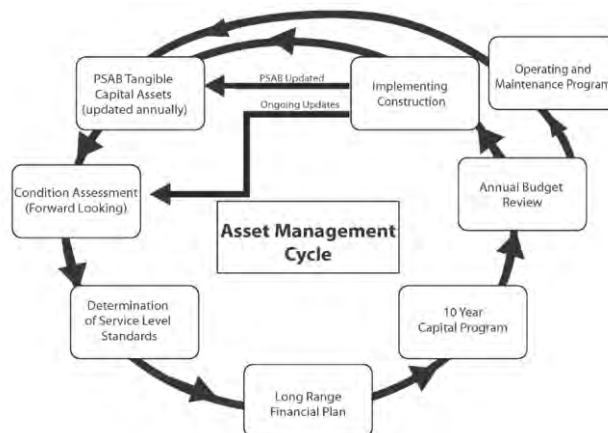 PSAB Tangible
Capital Assets
(updated annually)
PSAB Updated
Ongoing Updates
Implementing
Construction
Operating and
Maintenance Program
Condition Assessment
(Forward Looking)
Asset Management
Cycle
Annual Budget
Review
Determination
of Service Level
Standards
10 Year
Capital Program
Long Range
Financial Plan